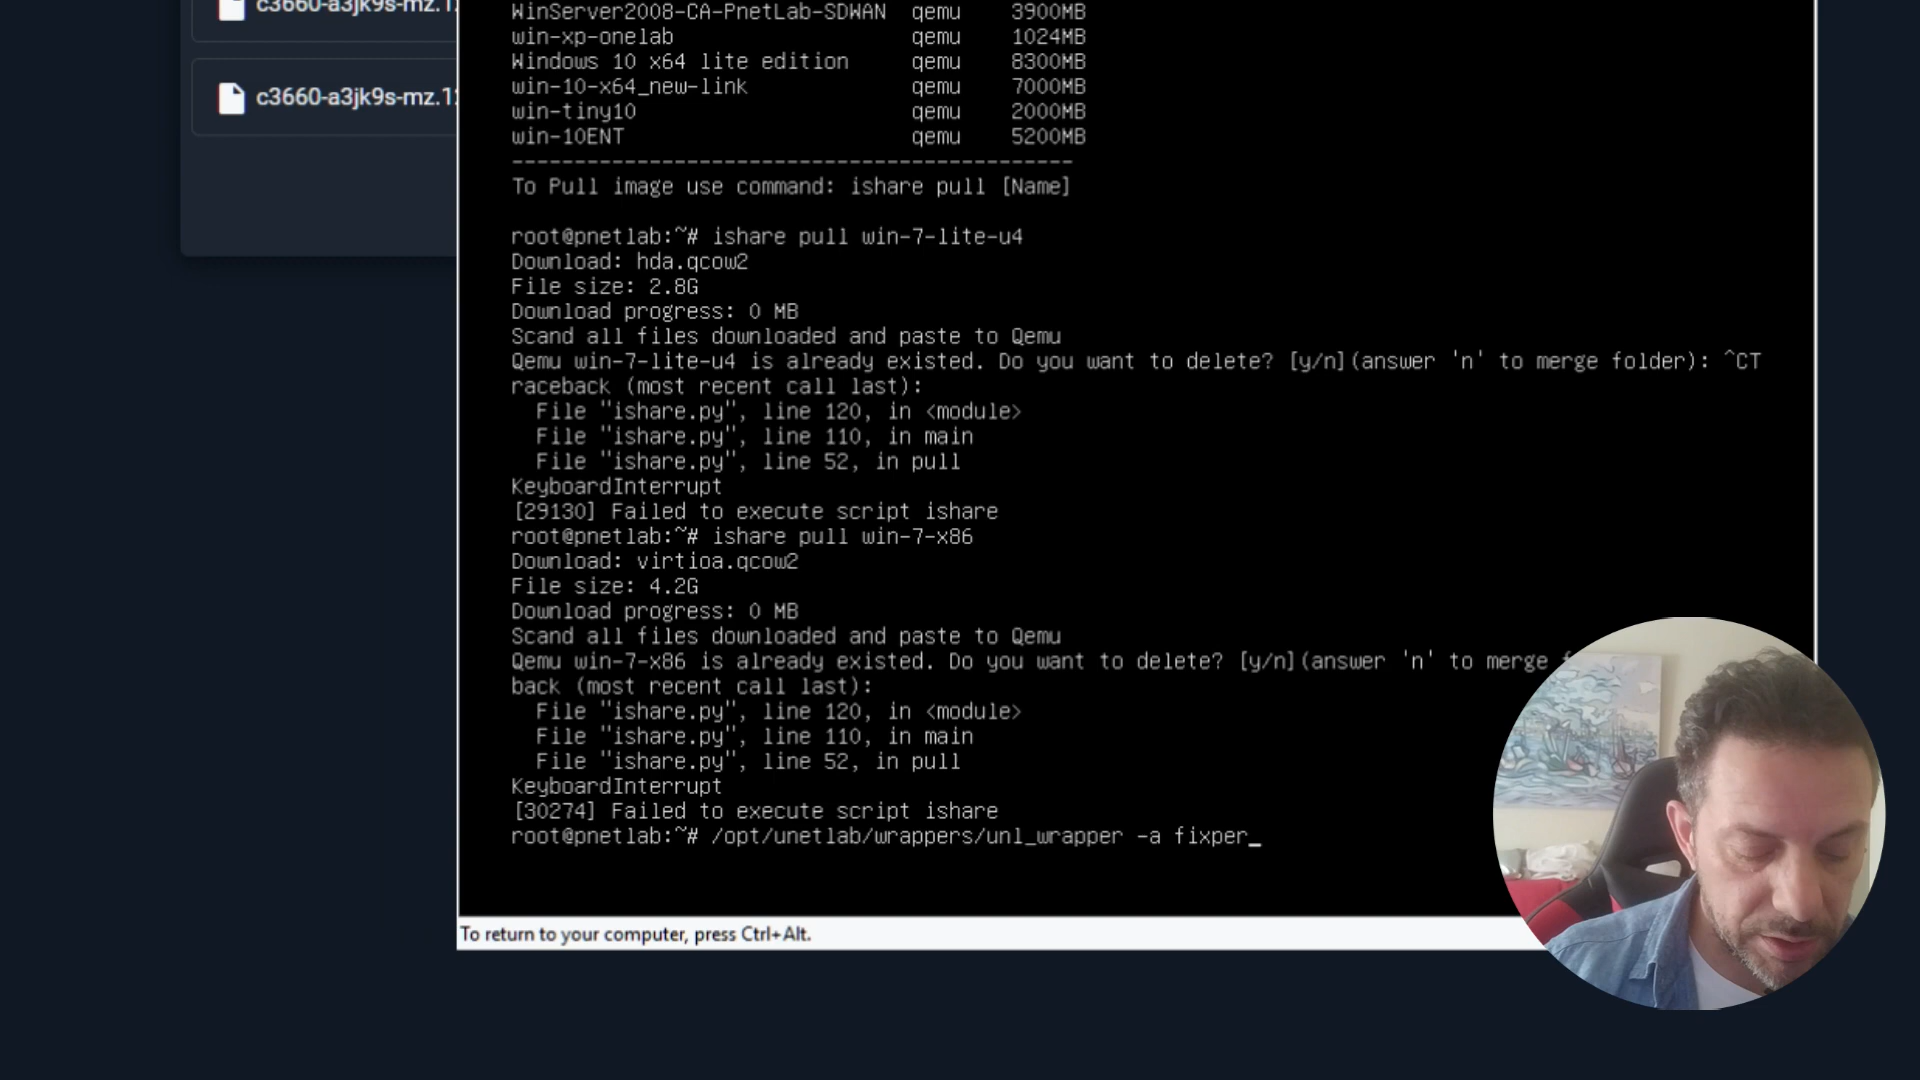 c3660-a3jk9s-mz.12
c3660-a3jk9s-mz.12
WinServer2008-CA-PnetLab-SDWAN qemu 3900MB
win-xp-onelab qemu 1024MB
Windows 10 x64 lite edition qemu 8300MB
win-10-x64_new-link qemu 7000MB
win-tiny10 qemu 2000MB
win-10ENT qemu 5200MB
---------------------------------------------
To Pull image use command: ishare pull [Name]
root@pnetlab:~# ishare pull win-7-lite-u4
Download: hda.qcow2
File size: 2.8G
Download progress: 0 MB
Scand all files downloaded and paste to Qemu
Qemu win-7-lite-u4 is already existed. Do you want to delete? [y/n](answer 'n' to merge folder): ^CT
raceback (most recent call last):
File "ishare.py", line 120, in <module>
File "ishare.py", line 110, in main
File "ishare.py", line 52, in pull
KeyboardInterrupt
[29130] Failed to execute script ishare
root@pnetlab:~# ishare pull win-7-x86
Download: virtioa.qcow2
File size: 4.2G
Download progress: 0 MB
Scand all files downloaded and paste to Qemu
Qemu win-7-x86 is already existed. Do you want to delete? [y/n](answer 'n' to merge
back (most recent call last):
File "ishare.py", line 120, in <module>
File "ishare.py", line 110, in main
File "ishare.py", line 52, in pull
KeyboardInterrupt
[30274] Failed to execute script ishare
root@pnetlab:~# /opt/unetlab/wrappers/unl_wrapper -a fixper_
To return to your computer, press Ctrl+Alt.